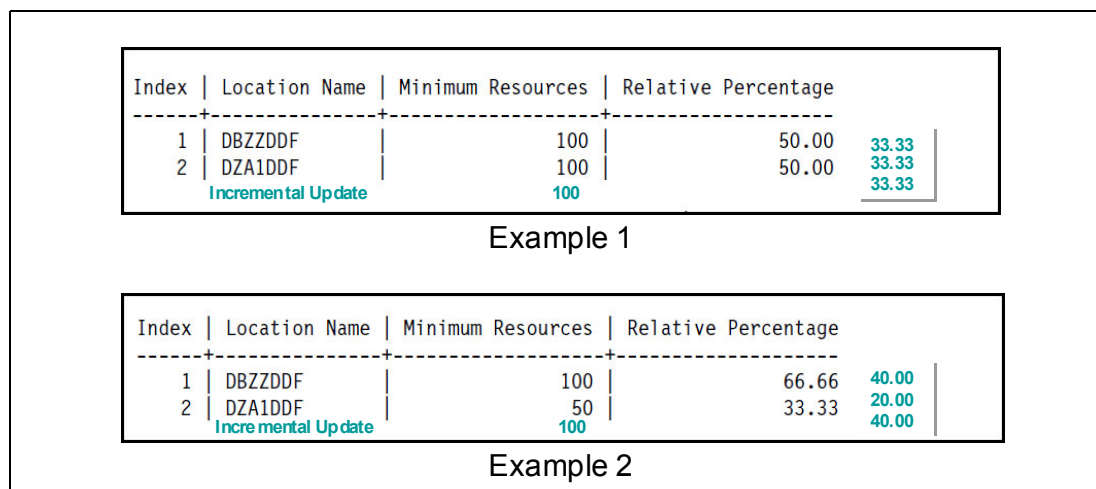 Index | Location Name | Minimum Resources | Relative Percentage
------+---------------+-------------------+--------------------
1 | DBZZDDF | 100 | 50.00 33.33
2 | DZA1DDF | 100 | 50.00 33.33
Incremental Update 100 33.33
Example 1
Index | Location Name | Minimum Resources | Relative Percentage
------+---------------+-------------------+--------------------
1 | DBZZDDF | 100 | 66.66 40.00
2 | DZA1DDF | 50 | 33.33 20.00
Incremental Update 100 40.00
Example 2